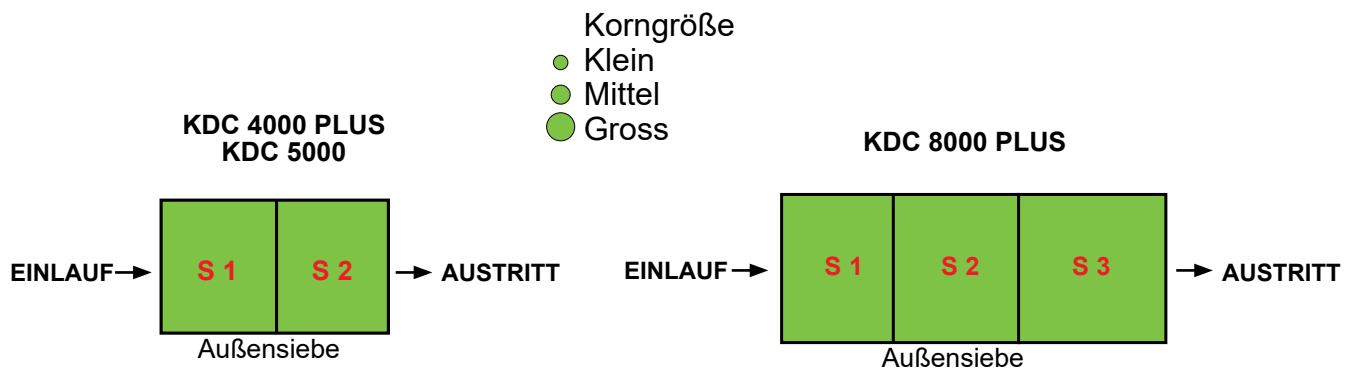 Korngröße
Klein
Mittel
Gross
KDC 4000 PLUS
KDC 5000
EINLAUF
S 1
S 2
AUSTRITT
Außensiebe
KDC 8000 PLUS
EINLAUF
S 1
S 2
S 3
AUSTRITT
Außensiebe